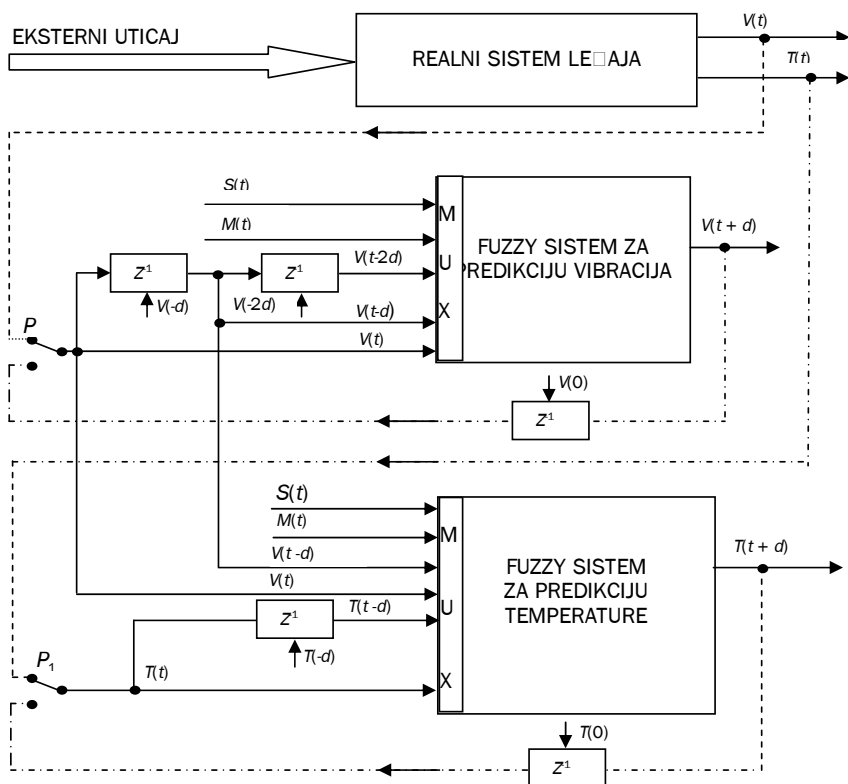 V(t)
EKSTERNI UTICAJ
REALNI SISTEM LE□AJA
T(t)
S(t)
M(t)
M
V(t + d)
FUZZY SISTEM ZA
PREDIKCIJU VIBRACIJA
V(t-2d)
U
Z-1
Z-1
V(-d)
V(-2d)
V(t-d)
X
P
V(t)
V(0)
Z-1
S(t)
M(t)
M
V(t -d)
T(t + d)
FUZZY SISTEM
ZA PREDIKCIJU
TEMPERATURE
V(t)
T(t -d)
U
Z-1
T(-d)
P1
T(t)
X
T(0)
Z-1